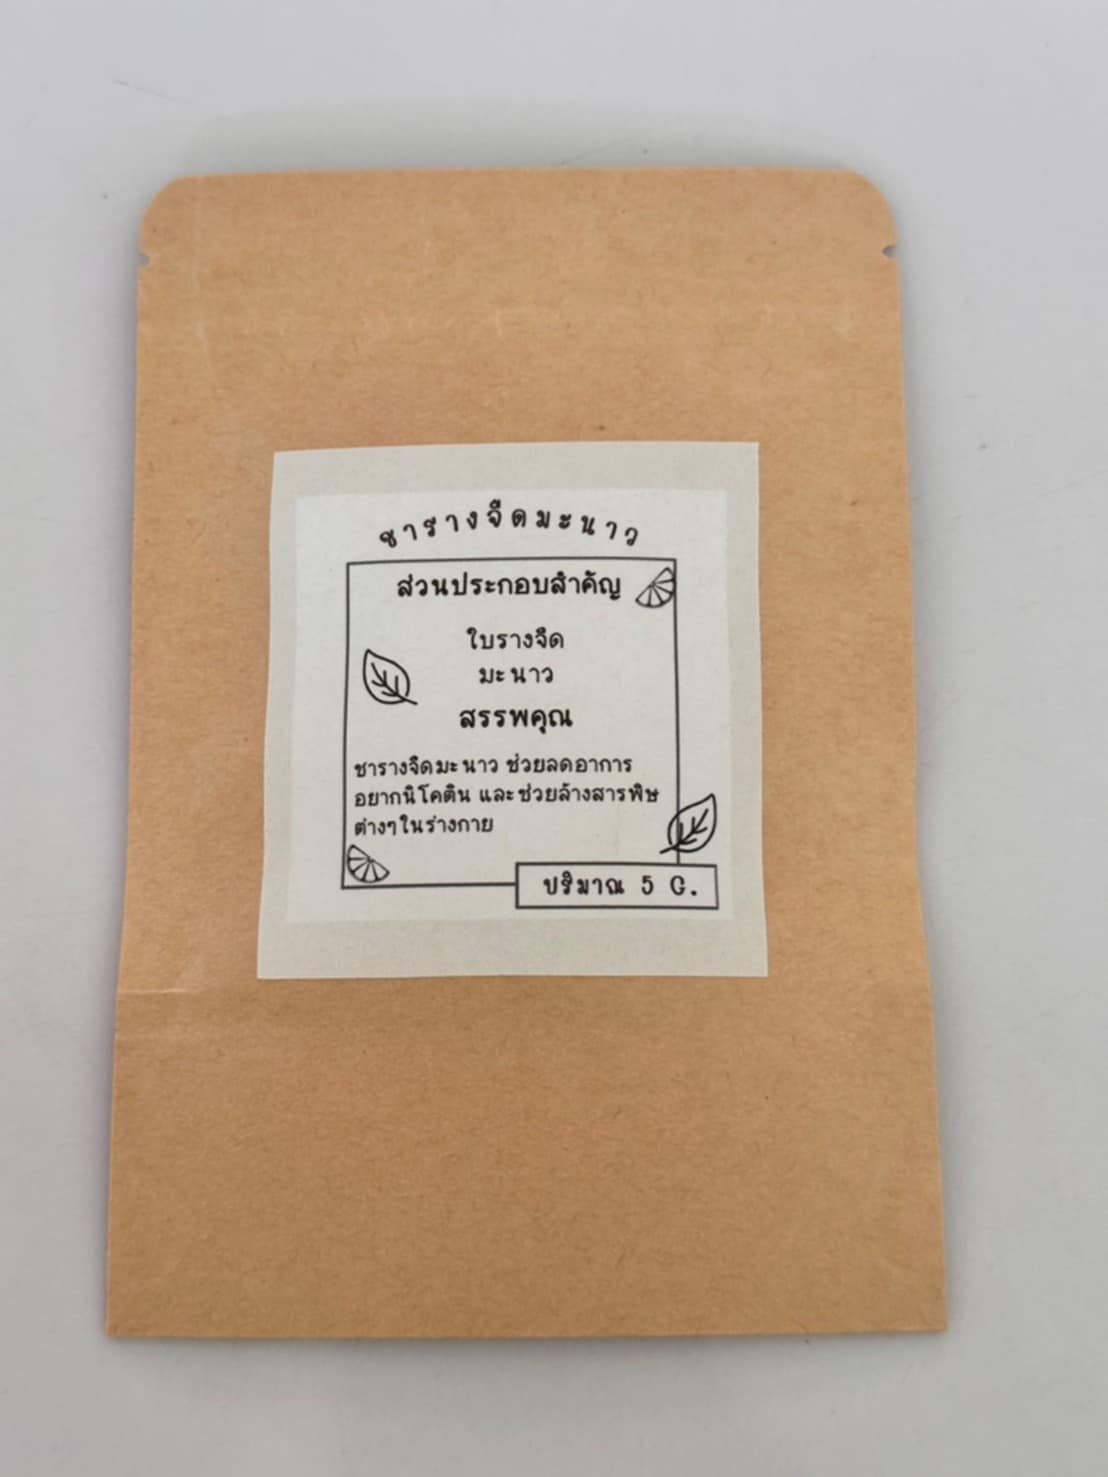 ชารางจืดมะนาว
ส่วนประกอบสำคัญ
ใบรางจืด
มะนาว
สรรพคุณ
ชารางจืดมะนาว ช่วยลดอาการ
อยากนิโคติน และช่วยล้างสารพิษ
ต่างๆในร่างกาย
ปริมาณ 5 G.